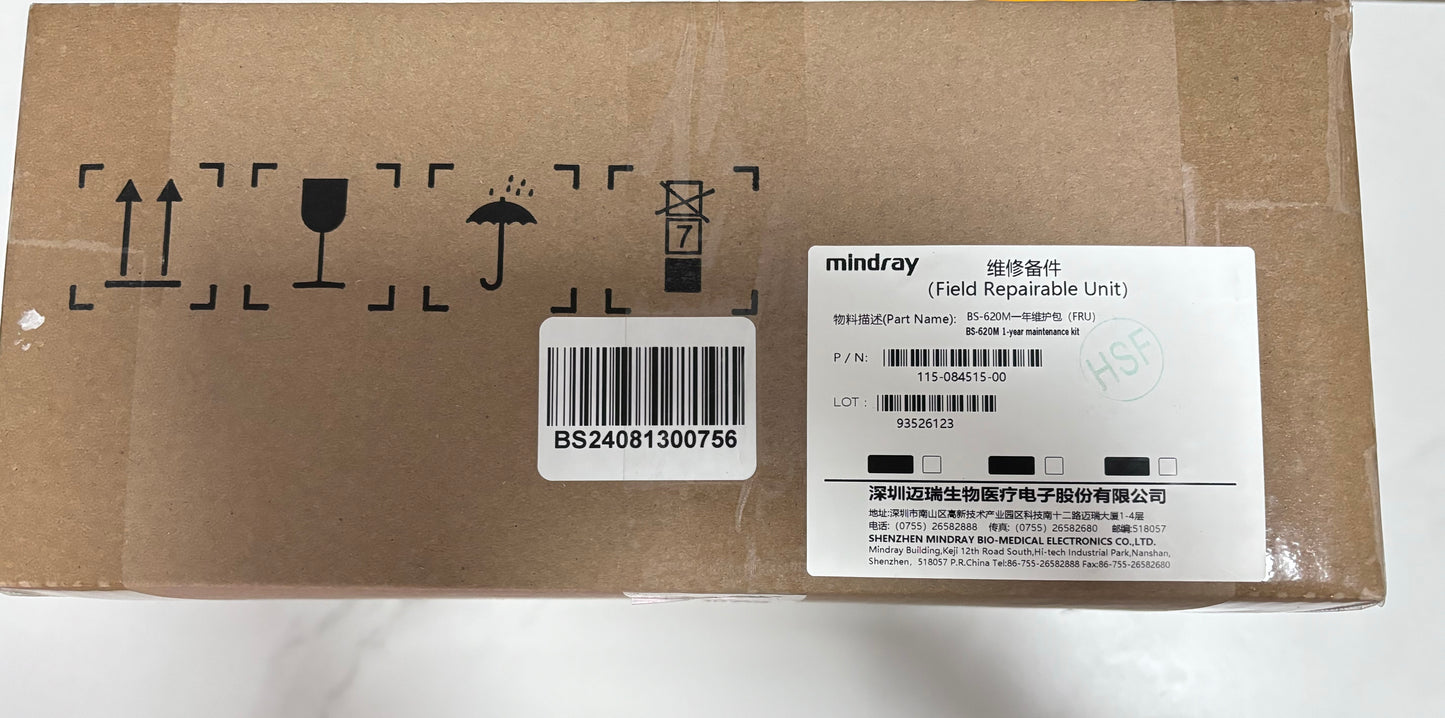 7
BS24081300756
mindray
维修备件
(Field Repairable Unit)
物料描述(Part Name): BS-620M一年维护包（FRU）
BS-620M 1-year maintenance kit
P / N:
115-084515-00
HSF
LOT :
93526123
深圳迈瑞生物医疗电子股份有限公司
地址:深圳市南山区高新技术产业园区科技南十二路迈瑞大厦1-4层
电话:（0755）26582888 传真:（0755）26582680 邮编:518057
SHENZHEN MINDRAY BIO-MEDICAL ELECTRONICS CO.,LTD.
Mindray Building,Keji 12th Road South,Hi-tech Industrial Park,Nanshan,
Shenzhen, 518057 P.R.China Tel:86-755-26582888 Fax:86-755-26582680